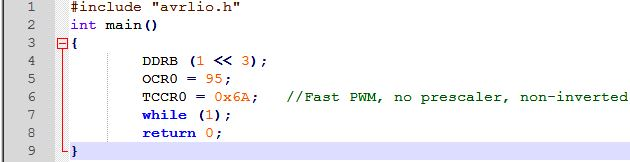 1 #include "avrlio.h"
2 int main()
3 {
4 DDRB (1 << 3);
5 OCR0 = 95;
6 TCCR0 = 0x6A; //Fast PWM, no prescaler, non-inverted
7 while (1);
8 return 0;
9 }